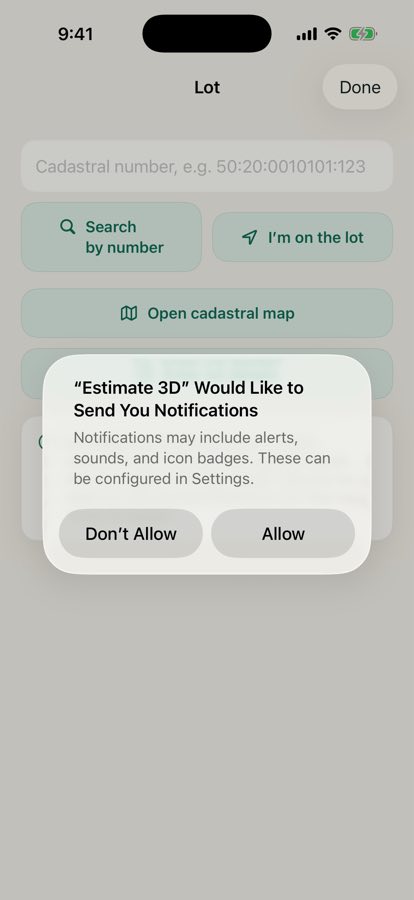 9:41
Lot
Done
Cadastral number, e.g. 50:20:0010101:123
Search
by number
I'm on the lot
Open cadastral map
“Estimate 3D” Would Like to
Send You Notifications
Notifications may include alerts,
sounds, and icon badges. These can
be configured in Settings.
Don’t Allow
Allow